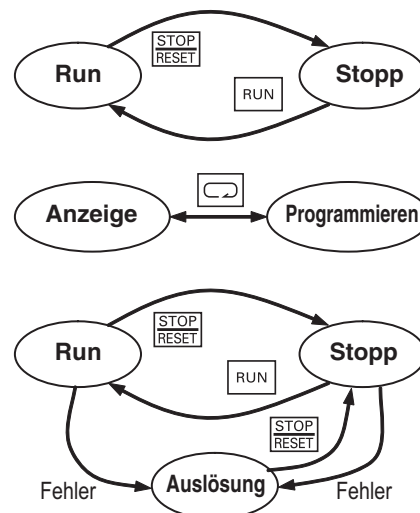 STOP
RESET
Run
Stopp
RUN
Anzeige
Programmieren
STOP
RESET
Run
Stopp
RUN
STOP
RESET
Fehler
Auslösung
Fehler